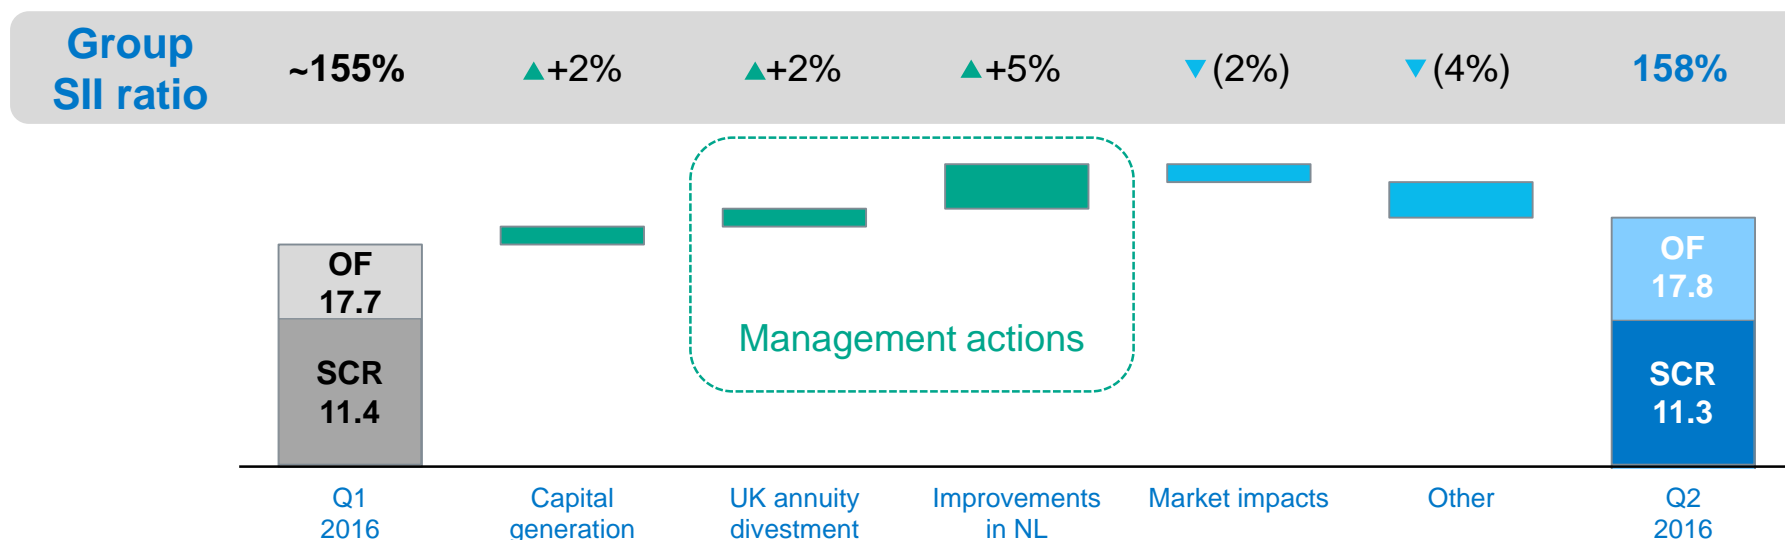 Group
SII ratio
~155%
▲+2%
▲+2%
▲+5%
▼(2%)
▼(4%)
158%
OF
17.7
SCR
11.4
Management actions
OF
17.8
SCR
11.3
Q1
2016
Capital
generation
UK annuity
divestment
Improvements
in NL
Market impacts
Other
Q2
2016